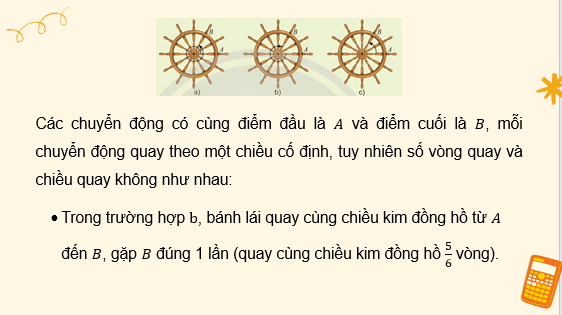 B B B
A A A
a) b) c)
Các chuyển động có cùng điểm đầu là A và điểm cuối là B, mỗi
chuyển động quay theo một chiều cố định, tuy nhiên số vòng quay và
chiều quay không như nhau:
• Trong trường hợp b, bánh lái quay cùng chiều kim đồng hồ từ A
đến B, gặp B đúng 1 lần (quay cùng chiều kim đồng hồ 5/6 vòng).